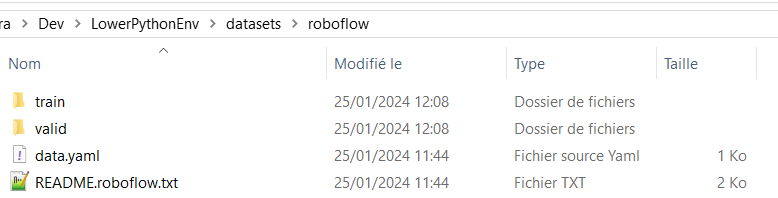 ra > Dev > LowerPythonEnv > datasets > roboflow
Nom Modifié le Type Taille
train 25/01/2024 12:08 Dossier de fichiers
valid 25/01/2024 12:08 Dossier de fichiers
data.yaml 25/01/2024 11:44 Fichier source Yaml 1 Ko
README.roboflow.txt 25/01/2024 11:44 Fichier TXT 2 Ko